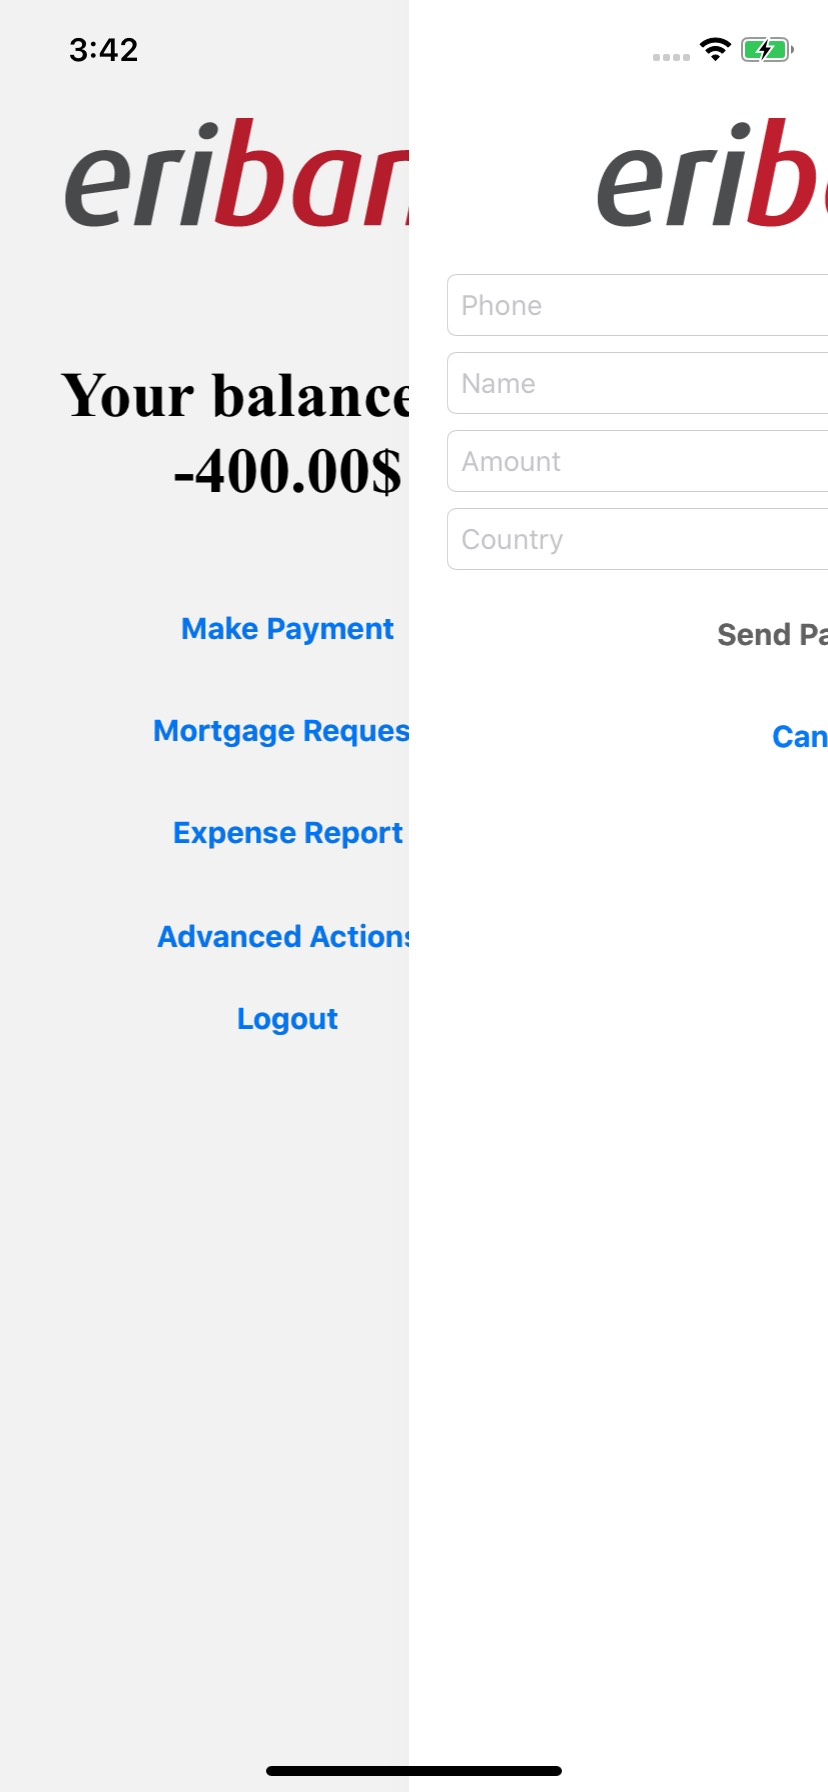 3:42
eriban
Your balance
-400.00$
Make Payment
Mortgage Reques
Expense Report
Advanced Actions
Logout
erib
Phone
Name
Amount
Country
Send Pa
Can